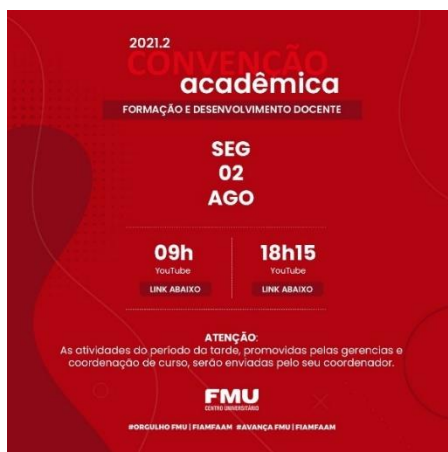 2021.2
CONVENÇÃO
acadêmica
FORMAÇÃO E DESENVOLVIMENTO DOCENTE
SEG
02
AGO
09h
YouTube
LINK ABAIXO
18h15
YouTube
LINK ABAIXO
ATENÇÃO:
As atividades do período da tarde, promovidas pelas gerencias e
coordenação de curso, serão enviadas pelo seu coordenador.
FMU
CENTRO UNIVERSITÁRIO
#ORGULHO FMU | FIAMFAAM #AVANÇA FMU | FIAMFAAM